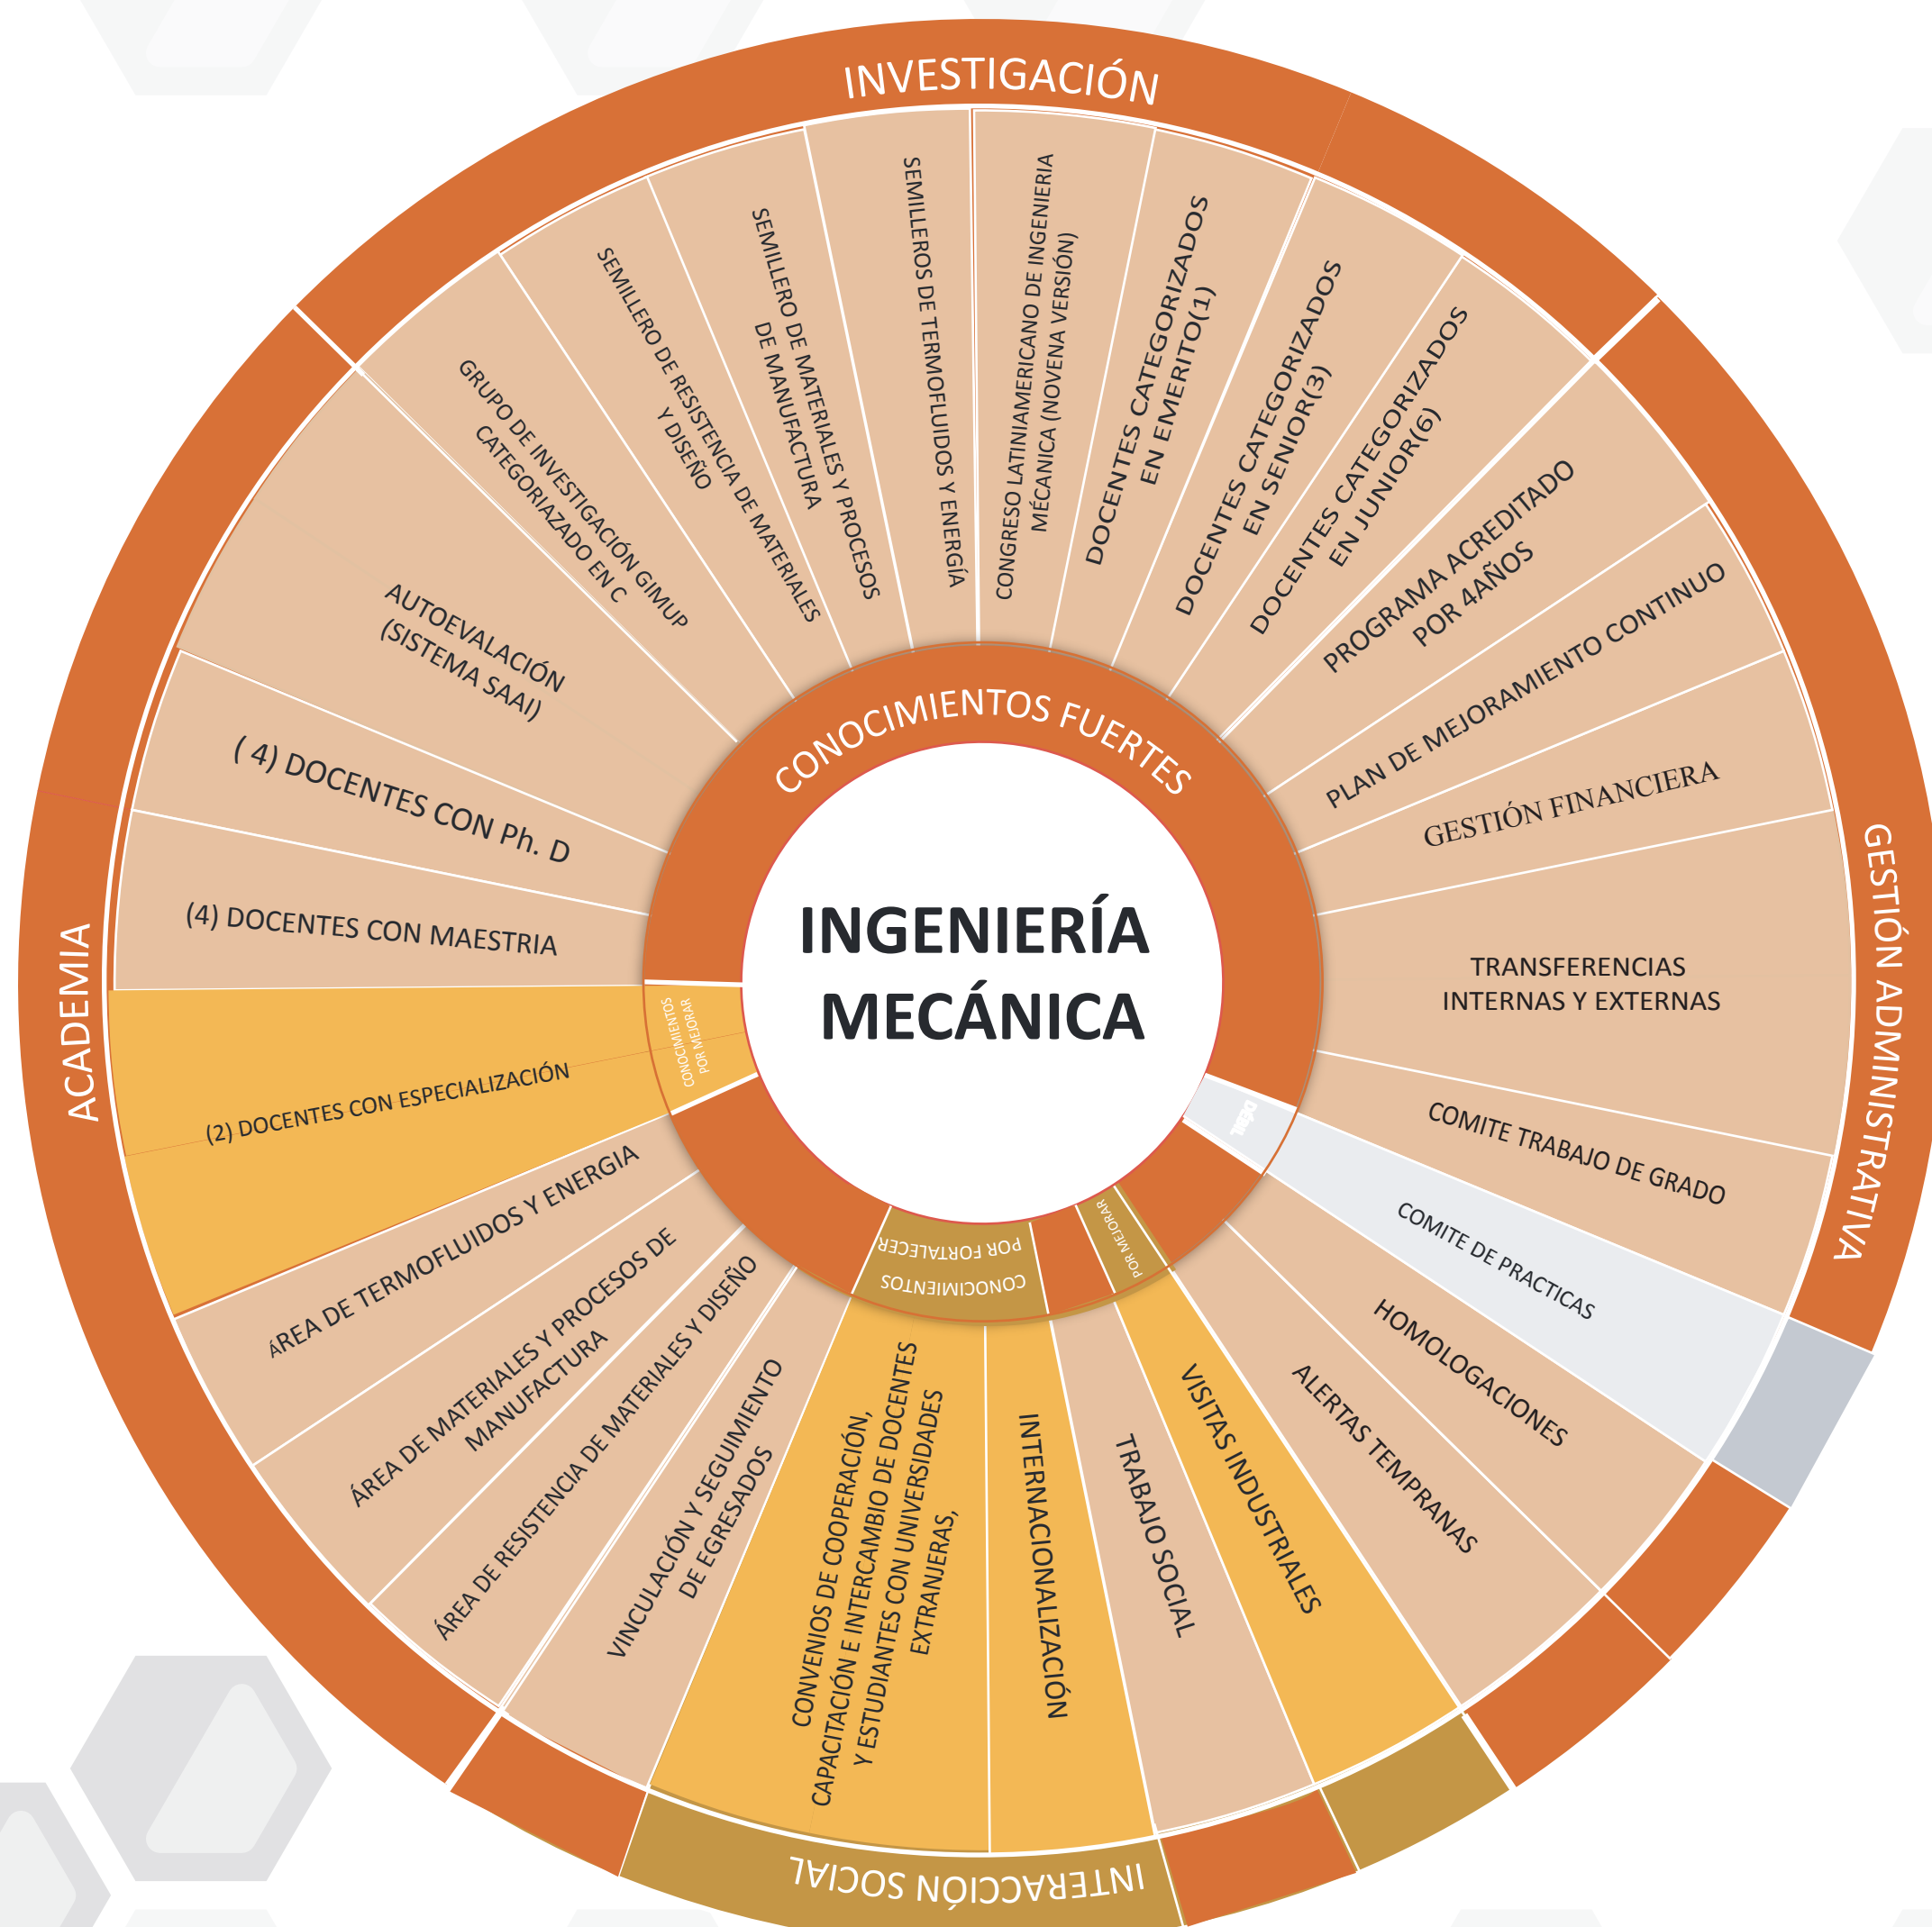 INVESTIGACIÓN
GESTIÓN ADMINISTRATIVA
INTERACCIÓN SOCIAL
ACADEMIA
CONOCIMIENTOS FUERTES
DÉBIL
POR MEJORAR
CONOCIMIENTOS
POR FORTALECER
CONOCIMIENTOS
POR MEJORAR
INGENIERÍA
MECÁNICA
GRUPO DE INVESTIGACIÓN GIMUP
CATEGORIAZADO EN C
SEMILLERO DE RESISTENCIA DE MATERIALES
Y DISEÑO
SEMILLERO DE MATERIALES Y PROCESOS
DE MANUFACTURA
SEMILLEROS DE TERMOFLUIDOS Y ENERGÍA
CONGRESO LATINIAMERICANO DE INGENIERIA
MÉCANICA (NOVENA VERSIÓN)
DOCENTES CATEGORIZADOS
EN EMERITO(1)
DOCENTES CATEGORIZADOS
EN SENIOR(3)
DOCENTES CATEGORIZADOS
EN JUNIOR(6)
PROGRAMA ACREDITADO
POR 4AÑOS
PLAN DE MEJORAMIENTO CONTINUO
GESTIÓN FINANCIERA
TRANSFERENCIAS
INTERNAS Y EXTERNAS
COMITE TRABAJO DE GRADO
COMITE DE PRACTICAS
HOMOLOGACIONES
ALERTAS TEMPRANAS
VISITAS INDUSTRIALES
TRABAJO SOCIAL
INTERNACIONALIZACIÓN
CONVENIOS DE COOPERACIÓN,
CAPACITACIÓN E INTERCAMBIO DE DOCENTES
Y ESTUDIANTES CON UNIVERSIDADES
EXTRANJERAS,
VINCULACIÓN Y SEGUIMIENTO
DE EGRESADOS
ÁREA DE RESISTENCIA DE MATERIALES Y DISEÑO
ÁREA DE MATERIALES Y PROCESOS DE
MANUFACTURA
ÁREA DE TERMOFLUIDOS Y ENERGIA
(2) DOCENTES CON ESPECIALIZACIÓN
(4) DOCENTES CON MAESTRIA
( 4) DOCENTES CON Ph. D
AUTOEVALACIÓN
(SISTEMA SAAI)